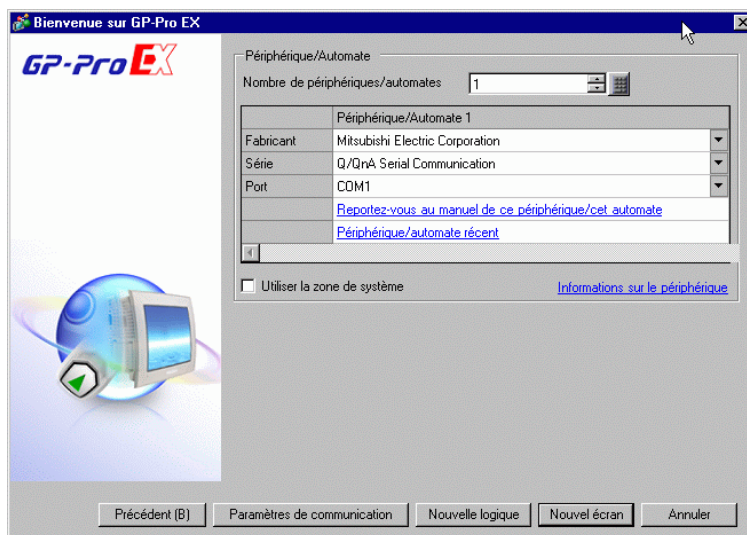 Bienvenue sur GP-Pro EX
GP-Pro EX
Périphérique/Automate
Nombre de périphériques/automates 1
Périphérique/Automate 1
Fabricant Mitsubishi Electric Corporation
Série Q/QnA Serial Communication
Port COM1
Reportez-vous au manuel de ce périphérique/cet automate
Périphérique/automate récent
Utiliser la zone de système Informations sur le périphérique
Précédent (B) Paramètres de communication Nouvelle logique Nouvel écran Annuler